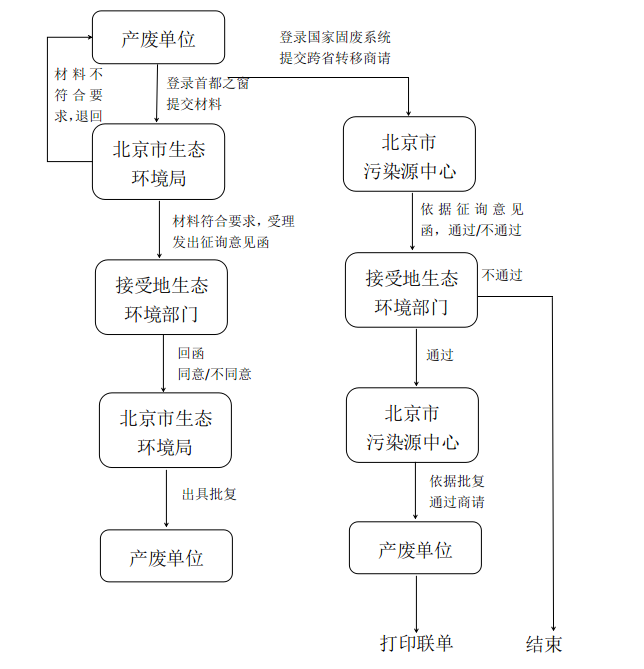 产废单位
登录国家固废系统
提交跨省转移商请
材料不
符合要
求,退回
登录首都之窗
提交材料
北京市生态
环境局
北京市
污染源中心
材料符合要求，受理
发出征询意见函
依据征询意见
函，通过/不通过
接受地生态
环境部门
接受地生态
环境部门
不通过
回函
同意/不同意
通过
北京市生态
环境局
北京市
污染源中心
出具批复
依据批复
通过商请
产废单位
产废单位
打印联单
结束